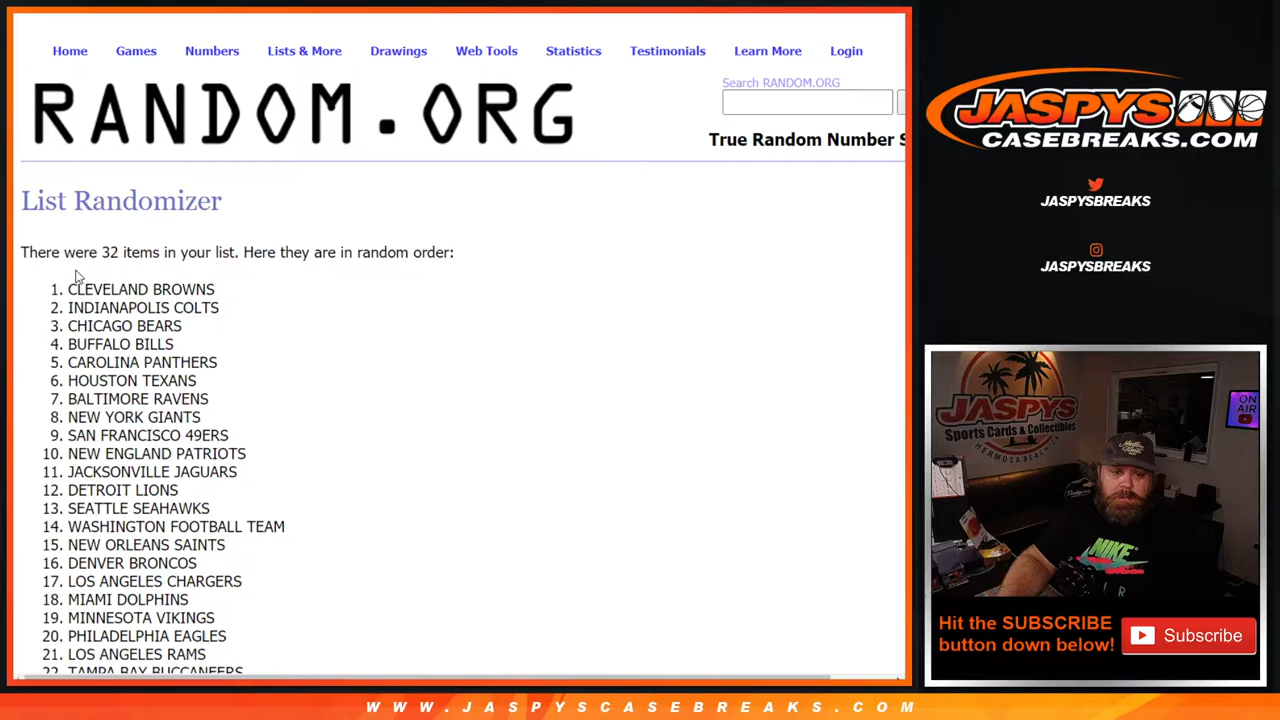 Home Games Numbers Lists & More Drawings Web Tools Statistics Testimonials Learn More Login
RANDOM.ORG
Search RANDOM.ORG
True Random Number S
List Randomizer
There were 32 items in your list. Here they are in random order:
1. CLEVELAND BROWNS
2. INDIANAPOLIS COLTS
3. CHICAGO BEARS
4. BUFFALO BILLS
5. CAROLINA PANTHERS
6. HOUSTON TEXANS
7. BALTIMORE RAVENS
8. NEW YORK GIANTS
9. SAN FRANCISCO 49ERS
10. NEW ENGLAND PATRIOTS
11. JACKSONVILLE JAGUARS
12. DETROIT LIONS
13. SEATTLE SEAHAWKS
14. WASHINGTON FOOTBALL TEAM
15. NEW ORLEANS SAINTS
16. DENVER BRONCOS
17. LOS ANGELES CHARGERS
18. MIAMI DOLPHINS
19. MINNESOTA VIKINGS
20. PHILADELPHIA EAGLES
21. LOS ANGELES RAMS
22. TAMPA BAY BUCCANEERS
JASPYS
CASEBREAKS.COM
JASPYSBREAKS
JASPYSBREAKS
JASPYS
Sports Cards & Collectibles
HERMOSA BEACH, CA
ON
AIR
NIKE
Hit the SUBSCRIBE
button down below!
Subscribe
WWW.JASPYSCASEBREAKS.COM